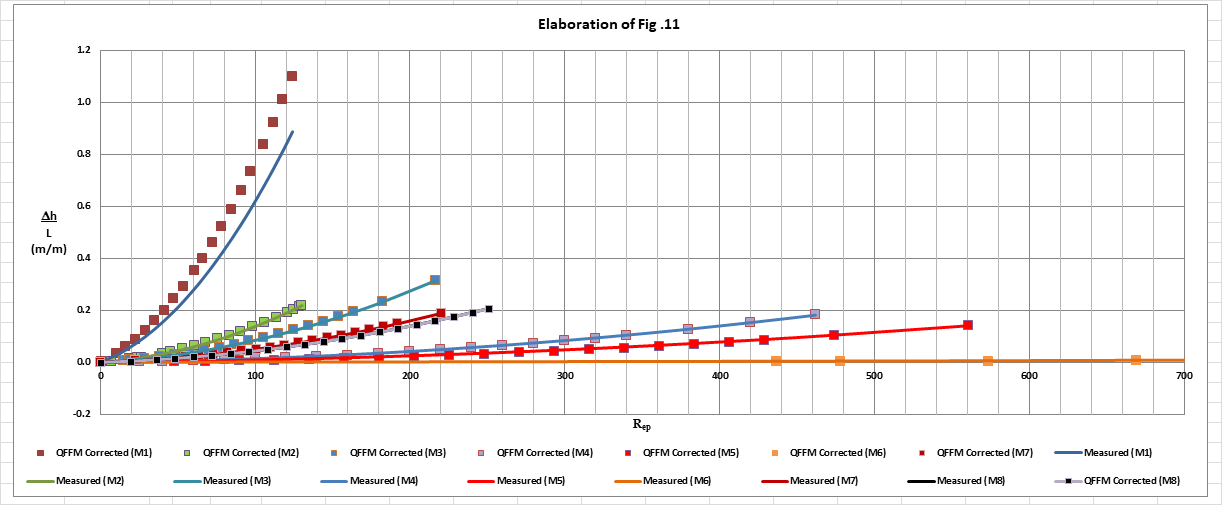 Elaboration of Fig .11
1.2
1.0
0.8
0.6
0.4
0.2
0.0
-0.2
Δh
L
(m/m)
0 100 200 300 400 500 600 700
Rep
QFFM Corrected (M1) QFFM Corrected (M2) QFFM Corrected (M3) QFFM Corrected (M4) QFFM Corrected (M5) QFFM Corrected (M6) QFFM Corrected (M7) Measured (M1)
Measured (M2) Measured (M3) Measured (M4) Measured (M5) Measured (M6) Measured (M7) Measured (M8) QFFM Corrected (M8)